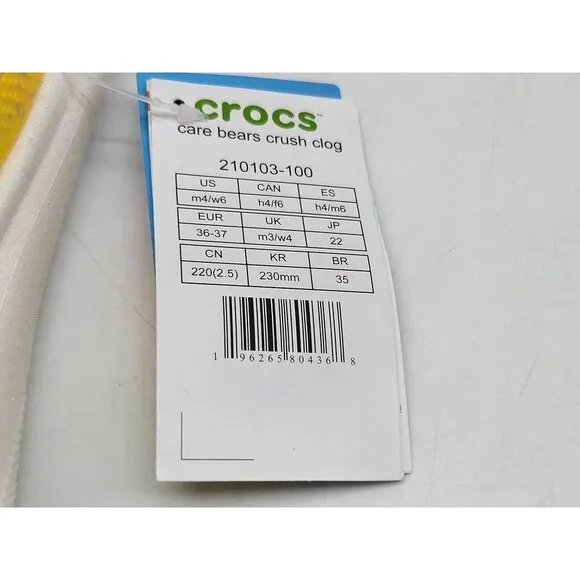 crocs™
care bears crush clog
210103-100
US CAN ES
m4/w6 h4/f6 h4/m6
EUR UK JP
36-37 m3/w4 22
CN KR BR
220(2.5) 230mm 35
1 96265 80436 8